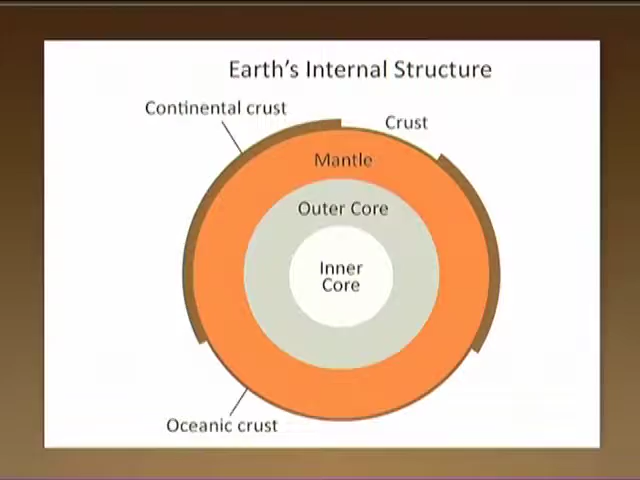 Earth's Internal Structure
Continental crust
Crust
Mantle
Outer Core
Inner
Core
Oceanic crust